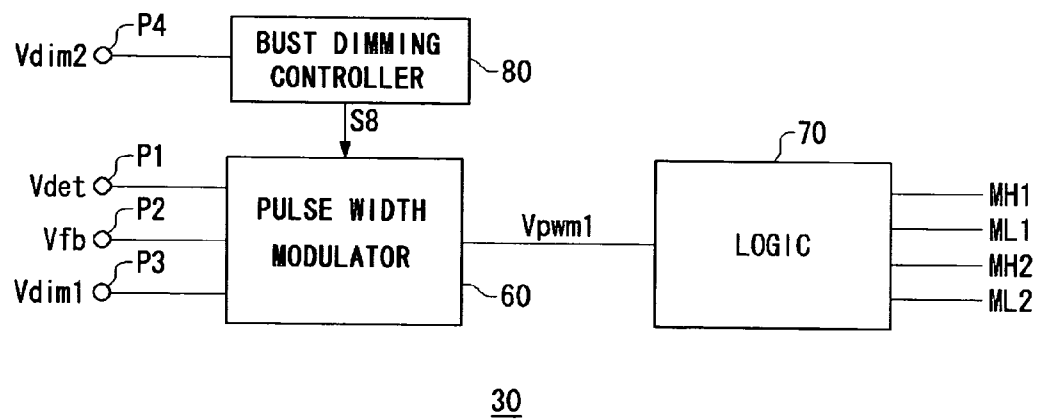 P4
Vdim2
BUST DIMMING
CONTROLLER
80
S8
P1
Vdet
P2
Vfb
P3
Vdim1
PULSE WIDTH
MODULATOR
60
Vpwm1
70
LOGIC
MH1
ML1
MH2
ML2
30